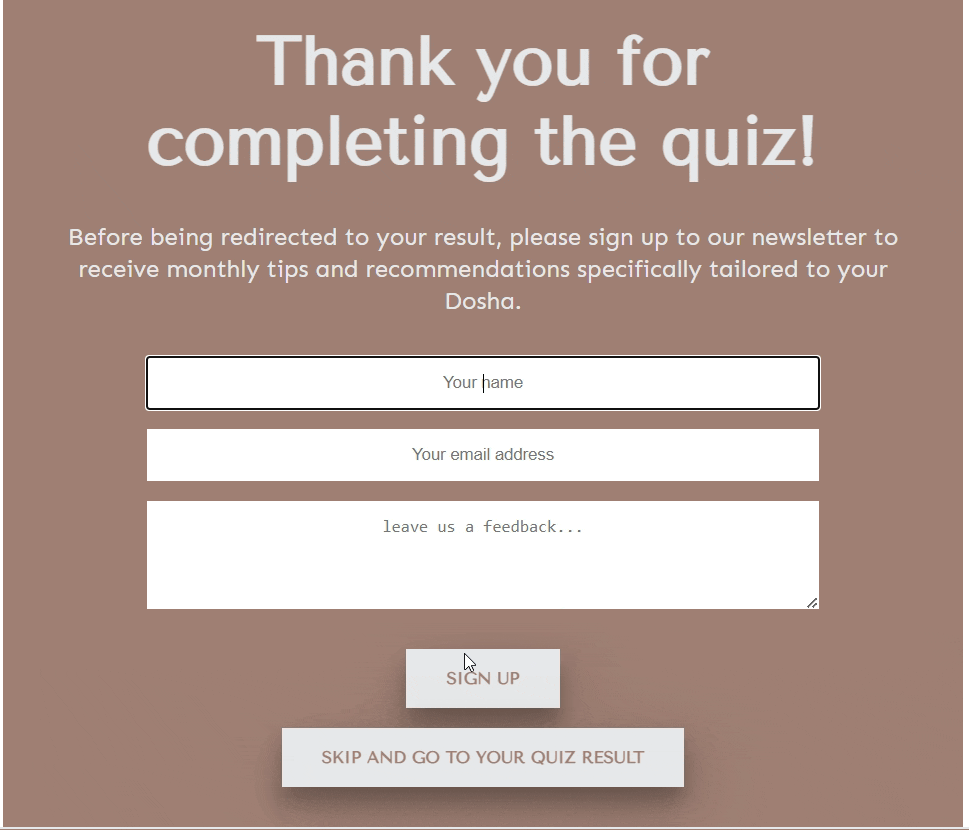 Thank you for
completing the quiz!
Before being redirected to your result, please sign up to our newsletter to
receive monthly tips and recommendations specifically tailored to your
Dosha.
Your name
Your email address
leave us a feedback...
SIGN UP
SKIP AND GO TO YOUR QUIZ RESULT